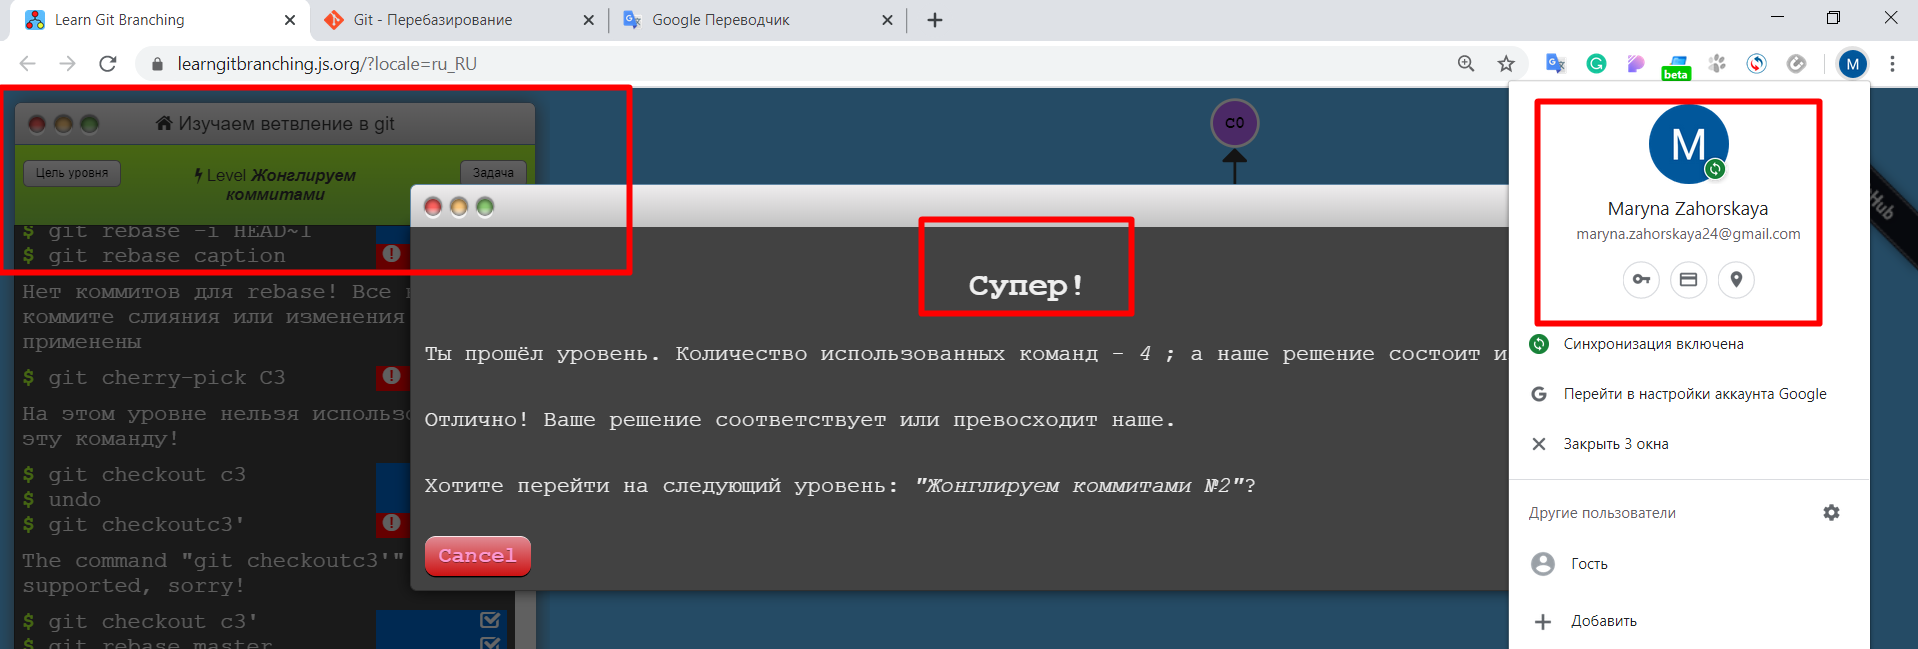 Learn Git Branching
Git - Перебазирование
Google Переводчик
learngitbranching.js.org/?locale=ru_RU
beta
M
Изучаем ветвление в git
Цель уровня
Level Жонглируем
коммитами
Задача
$ git rebase -i HEAD~1
$ git rebase caption
Нет коммитов для rebase! Все
коммите слияния или изменения
применены
$ git cherry-pick C3
На этом уровне нельзя использо
эту команду!
$ git checkout c3
$ undo
$ git checkoutc3'
The command "git checkoutc3'"
supported, sorry!
$ git checkout c3'
$ git rebase master
C0
Супер!
Ты прошёл уровень. Количество использованных команд - 4 ; а наше решение состоит и
Отлично! Ваше решение соответствует или превосходит наше.
Хотите перейти на следующий уровень: "Жонглируем коммитами №2"?
Cancel
M
Maryna Zahorskaya
maryna.zahorskaya24@gmail.com
Синхронизация включена
G Перейти в настройки аккаунта Google
Закрыть 3 окна
Другие пользователи
Гость
Добавить
Hub